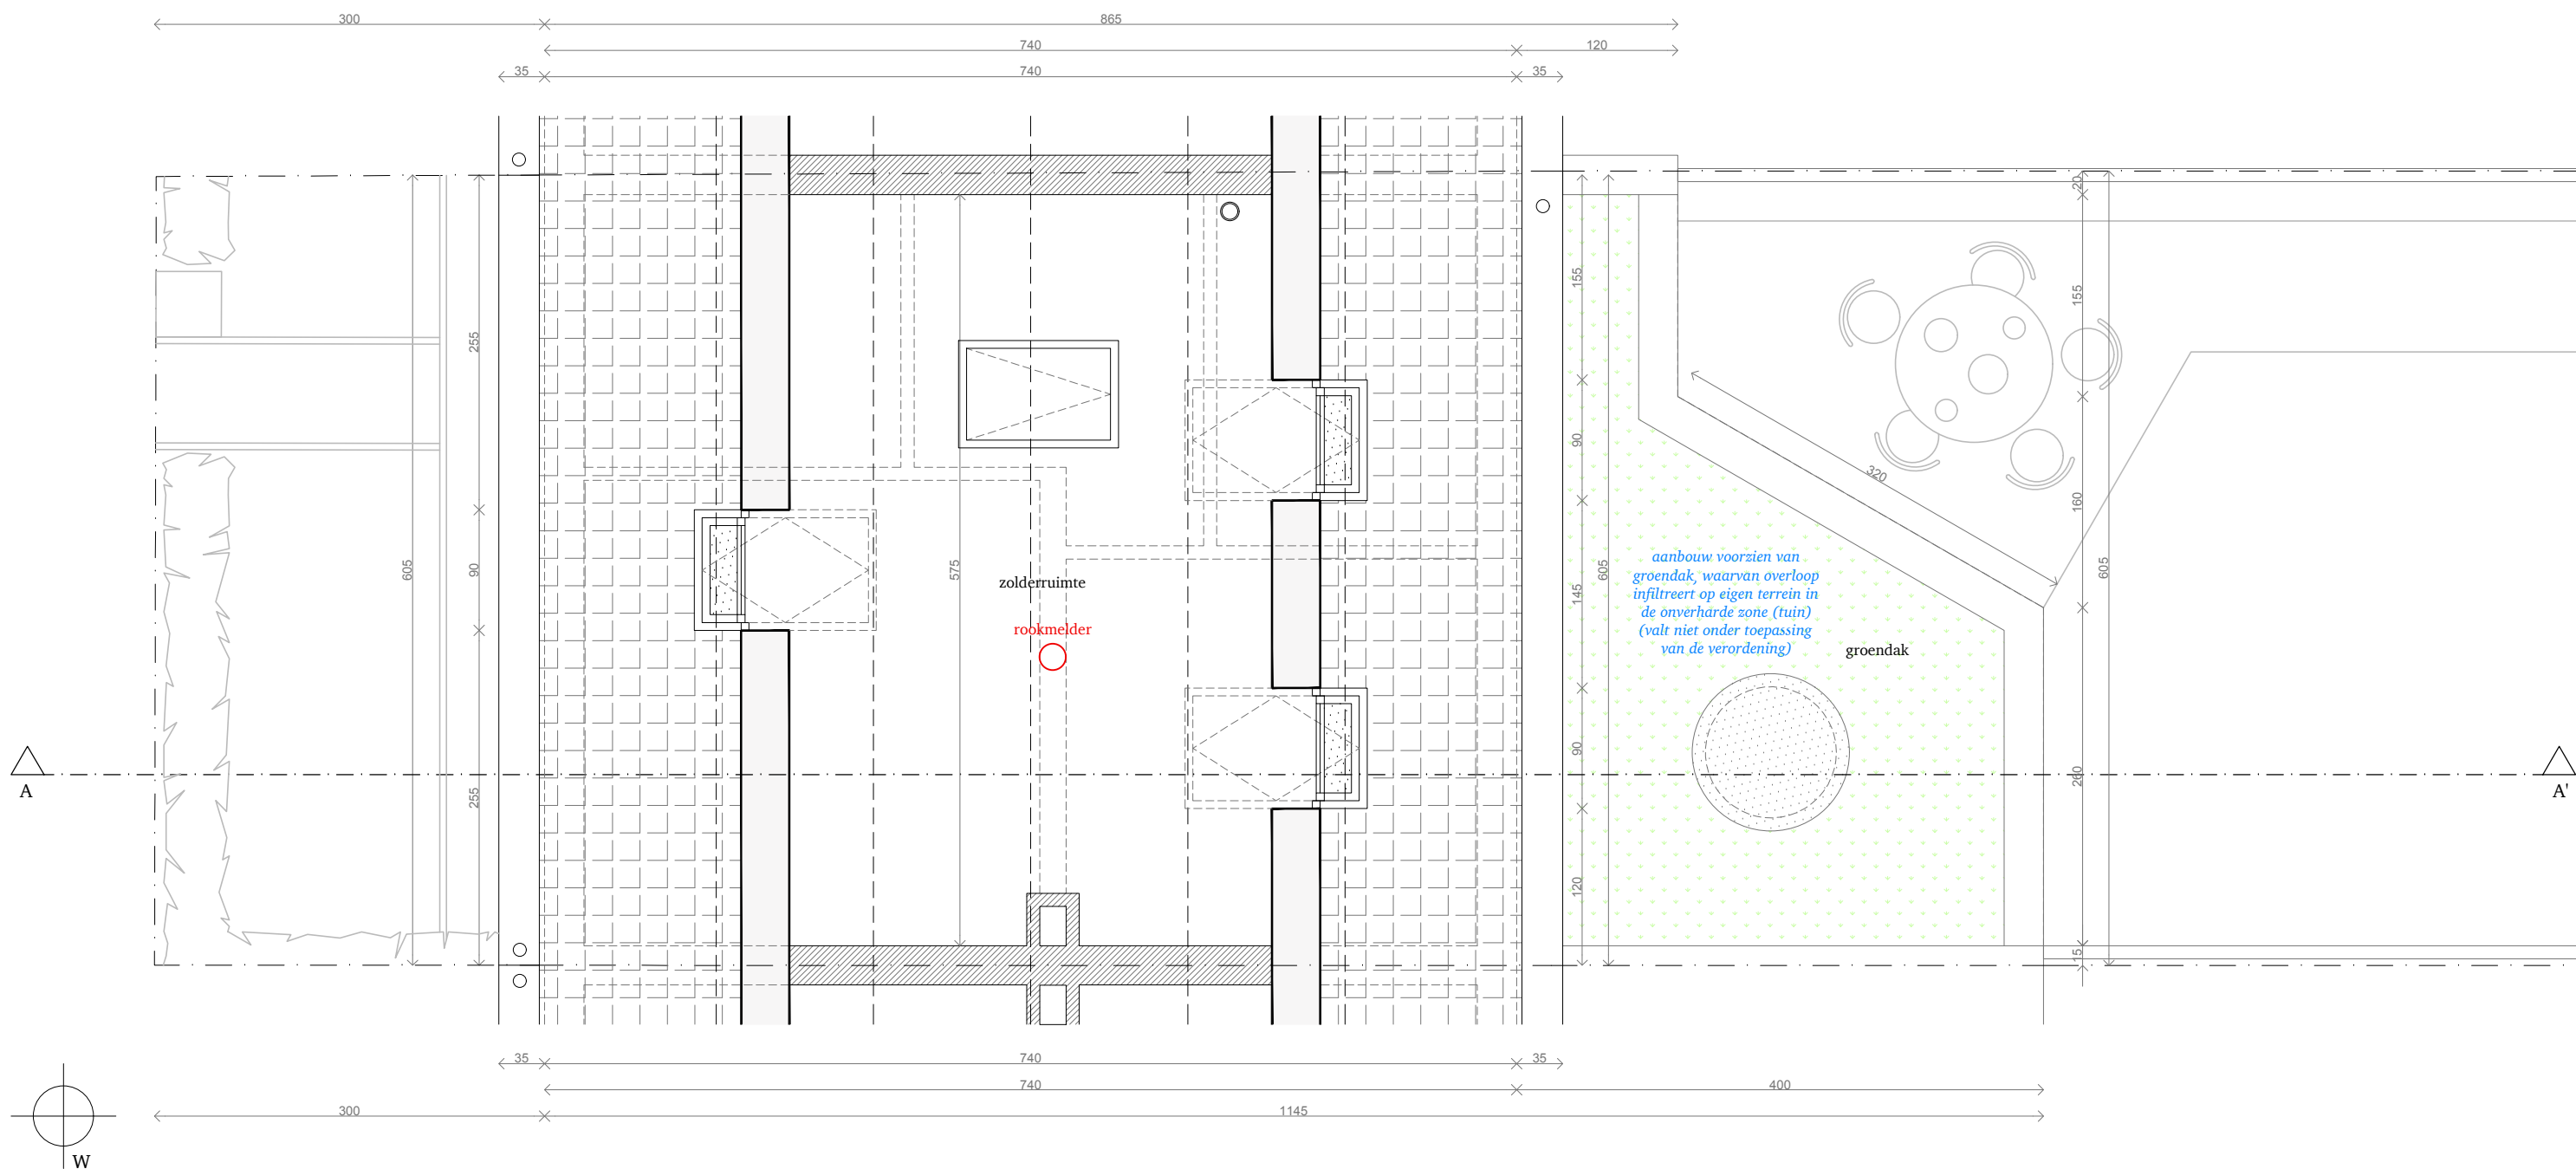 300
865
740
120
35
740
35
20
155
155
255
90
320
160
605
90
575
145
605
605
zolderruimte
rookmelder
aanbouw voorzien van
groendak, waarvan overloop
infiltreert op eigen terrein in
de onverharde zone (tuin)
(valt niet onder toepassing
van de verordening)
groendak
255
90
260
A
A'
120
15
35
740
35
740
400
300
1145
W